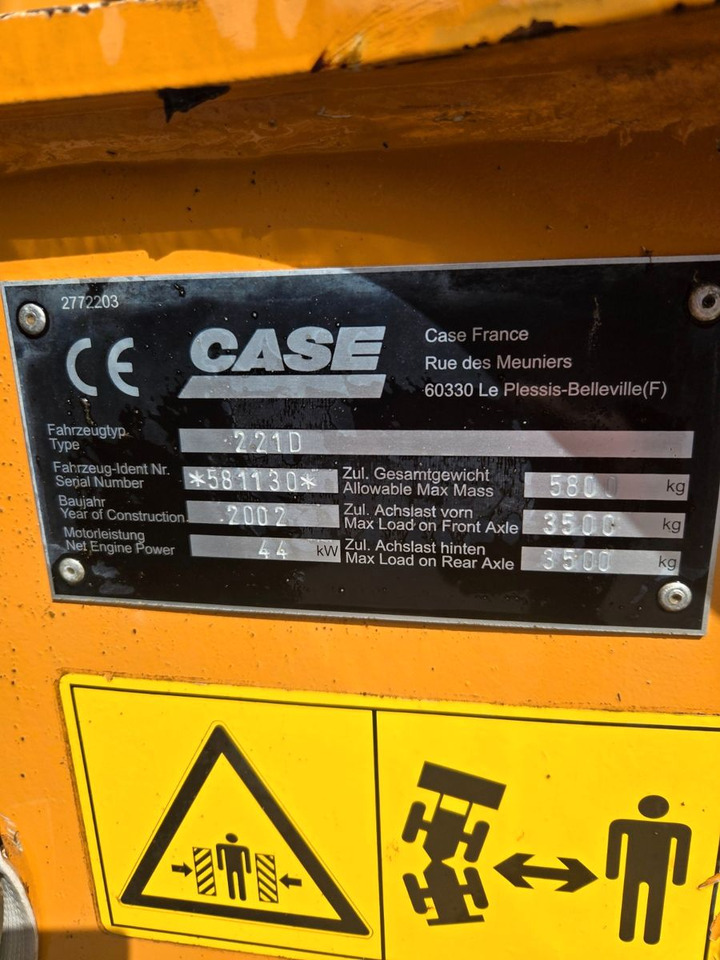 2772203
CE
CASE
Case France
Rue des Meuniers
60330 Le Plessis-Belleville(F)
Fahrzeugtyp
Type
221D
Fahrzeug-Ident Nr.
Serial Number
*581130*
Zul. Gesamtgewicht
Allowable Max Mass
5800 kg
Baujahr
Year of Construction
2002
Zul. Achslast vorn
Max Load on Front Axle
3500 kg
Motorleistung
Net Engine Power
44 kW
Zul. Achslast hinten
Max Load on Rear Axle
3500 kg